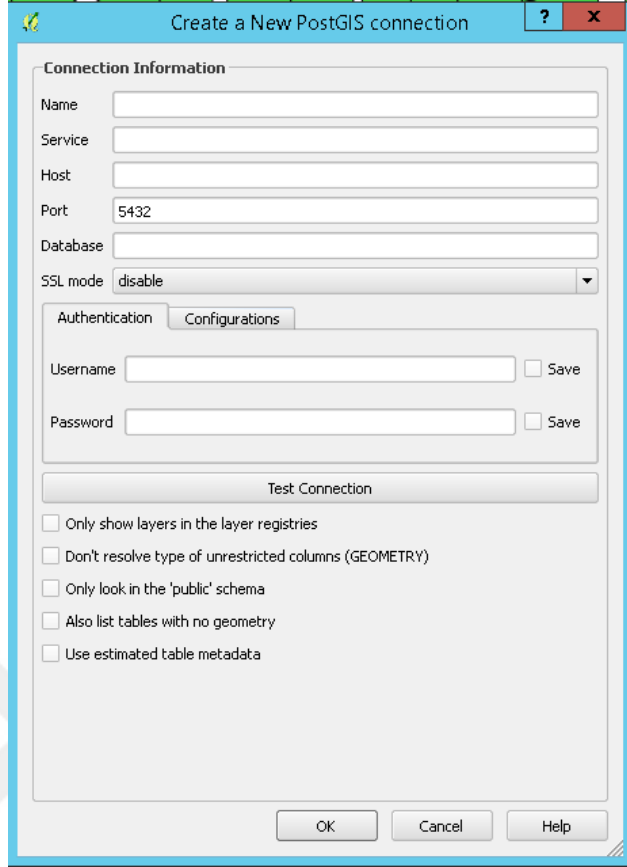 Create a New PostGIS connection
? x
Connection Information
Name
Service
Host
Port 5432
Database
SSL mode disable
Authentication Configurations
Username Save
Password Save
Test Connection
Only show layers in the layer registries
Don't resolve type of unrestricted columns (GEOMETRY)
Only look in the 'public' schema
Also list tables with no geometry
Use estimated table metadata
OK Cancel Help